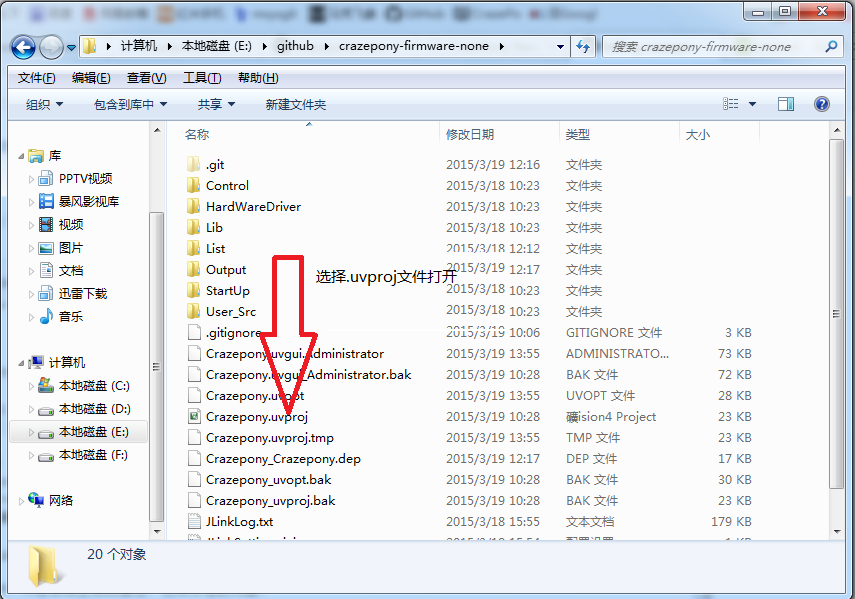 计算机 本地磁盘 (E:) github crazepony-firmware-none 搜索 crazepony-firmware-none
文件(F) 编辑(E) 查看(V) 工具(T) 帮助(H)
组织 包含到库中 共享 新建文件夹
库
PPTV视频
暴风影视库
视频
图片
文档
迅雷下载
音乐
计算机
本地磁盘 (C:)
本地磁盘 (D:)
本地磁盘 (E:)
本地磁盘 (F:)
网络
名称 修改日期 类型 大小
.git 2015/3/19 12:16 文件夹
Control 2015/3/18 10:23 文件夹
HardWareDriver 2015/3/18 10:23 文件夹
Lib 2015/3/18 10:23 文件夹
List 2015/3/18 12:12 文件夹
Output 2015/3/19 12:17 文件夹
StartUp 2015/3/18 10:23 文件夹
User_Src 2015/3/18 10:23 文件夹
选择.uvproj文件打开
.gitignore 2015/3/19 10:06 GITIGNORE 文件 3 KB
Crazepony.uvgui.Administrator 2015/3/19 13:55 ADMINISTRATO... 73 KB
Crazepony.uvgui_Administrator.bak 2015/3/19 10:28 BAK 文件 72 KB
Crazepony.uvopt 2015/3/19 13:55 UVOPT 文件 28 KB
Crazepony.uvproj 2015/3/19 10:28 礦ision4 Project 23 KB
Crazepony.uvproj.tmp 2015/3/19 13:55 TMP 文件 23 KB
Crazepony_Crazepony.dep 2015/3/19 12:17 DEP 文件 17 KB
Crazepony_uvopt.bak 2015/3/19 10:28 BAK 文件 30 KB
Crazepony_uvproj.bak 2015/3/19 10:28 BAK 文件 23 KB
JLinkLog.txt 2015/3/18 15:55 文本文档 179 KB
20 个对象